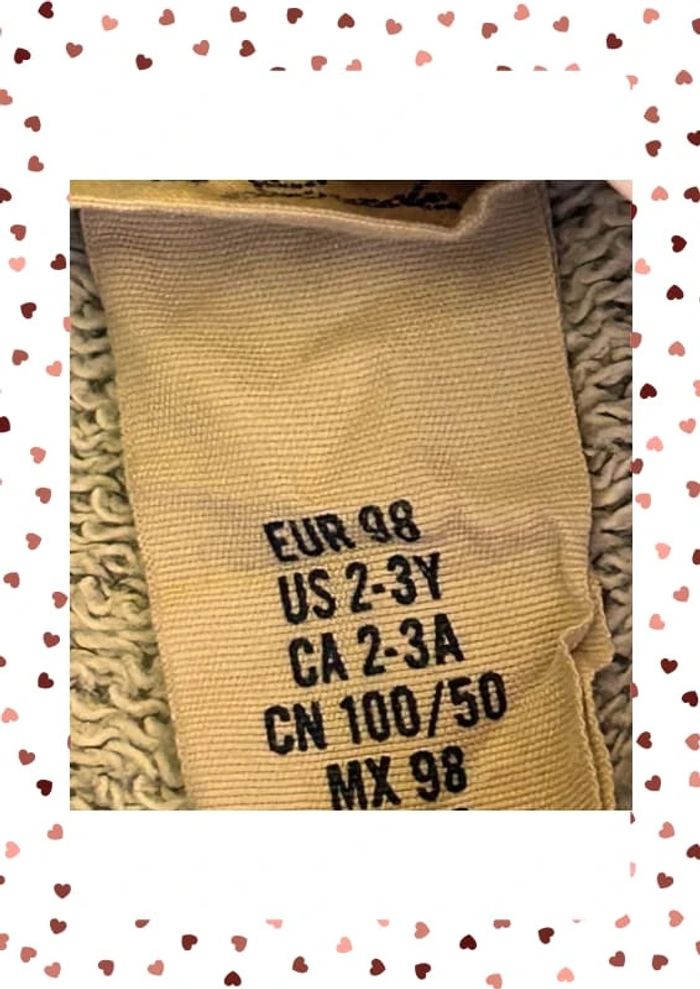 EUR 98
US 2-3Y
CA 2-3A
CN 100/50
MX 98